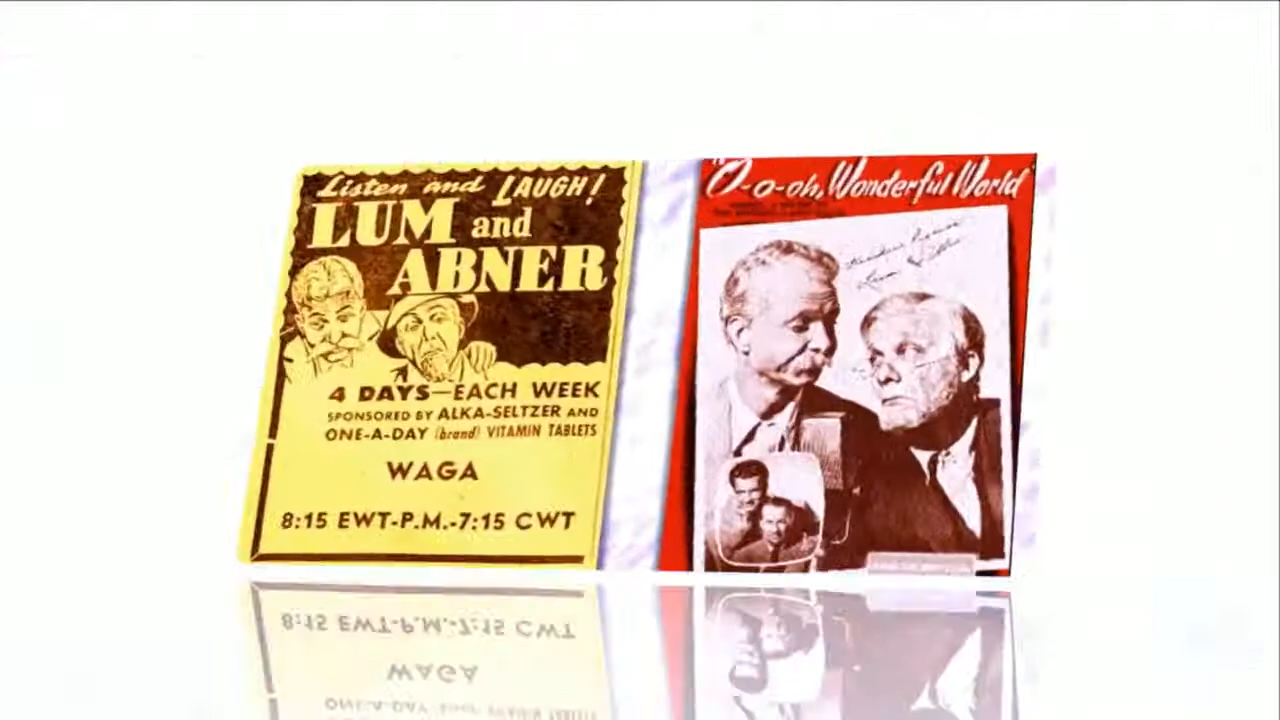 Listen and LAUGH!
LUM and
ABNER
4 DAYS—EACH WEEK
SPONSORED BY ALKA-SELTZER AND
ONE-A-DAY (brand) VITAMIN TABLETS
WAGA
8:15 EWT-P.M.-7:15 CWT
"O-o-oh, Wonderful World